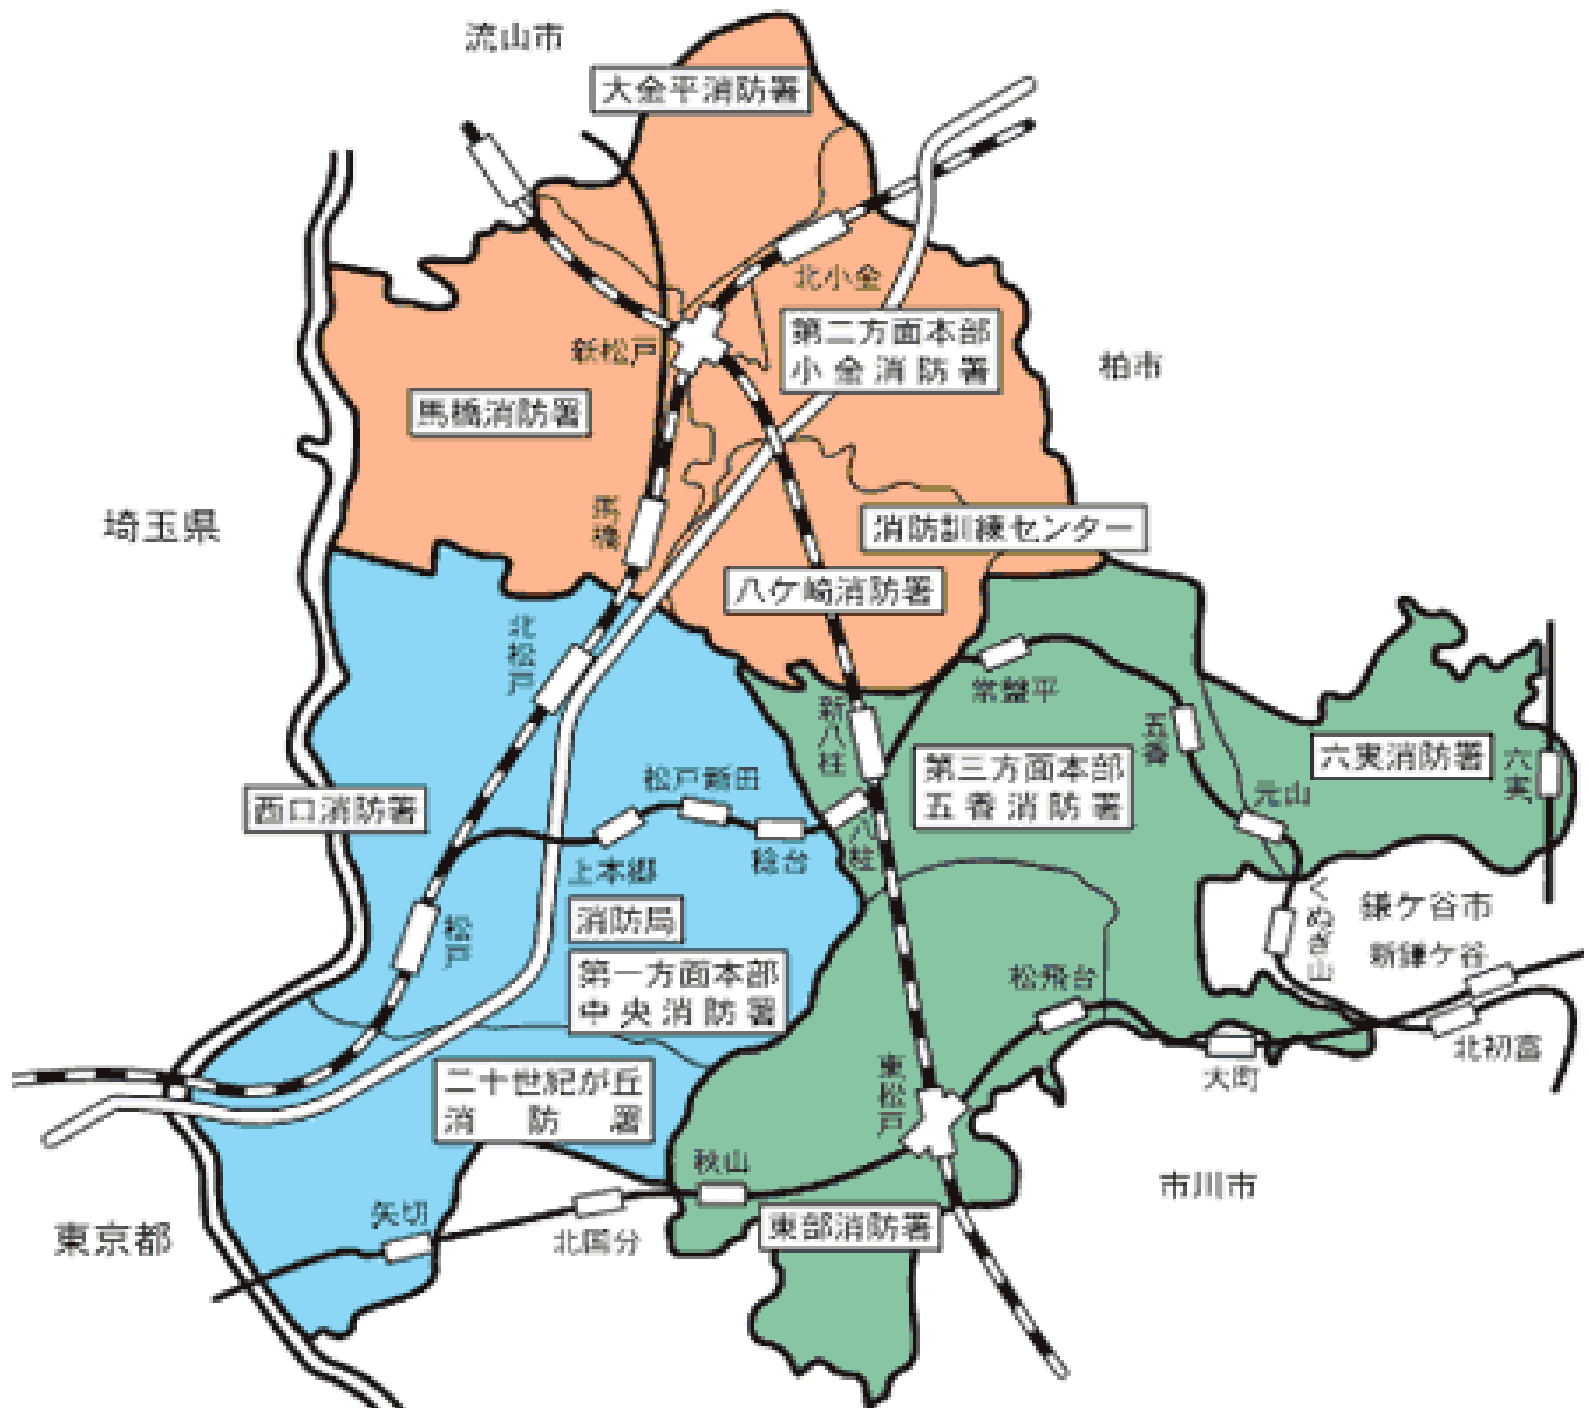 流山市
大金平消防署
北小金
第二方面本部
小金消防署
新松戸
柏市
馬橋消防署
馬橋
埼玉県
消防訓練センター
八ケ崎消防署
北松戸
常盤平
新八柱
五香
六実消防署
六実
第三方面本部
五香消防署
松戸新田
元山
西口消防署
八柱
稔台
上本郷
くぬぎ山
鎌ケ谷市
消防局
松戸
新鎌ケ谷
第一方面本部
中央消防署
松飛台
北初富
大町
二十世紀が丘
消防署
東松戸
秋山
市川市
矢切
東京都
北国分
東部消防署